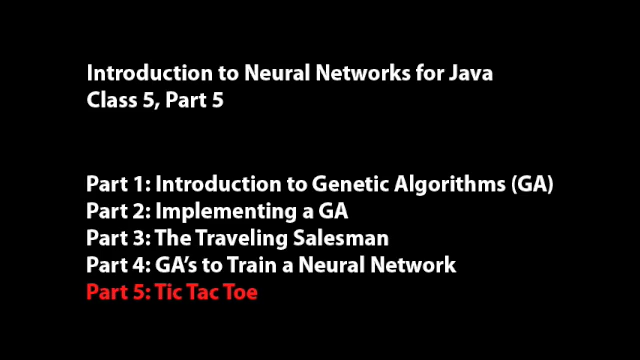 Introduction to Neural Networks for Java
Class 5, Part 5
Part 1: Introduction to Genetic Algorithms (GA)
Part 2: Implementing a GA
Part 3: The Traveling Salesman
Part 4: GA's to Train a Neural Network
Part 5: Tic Tac Toe